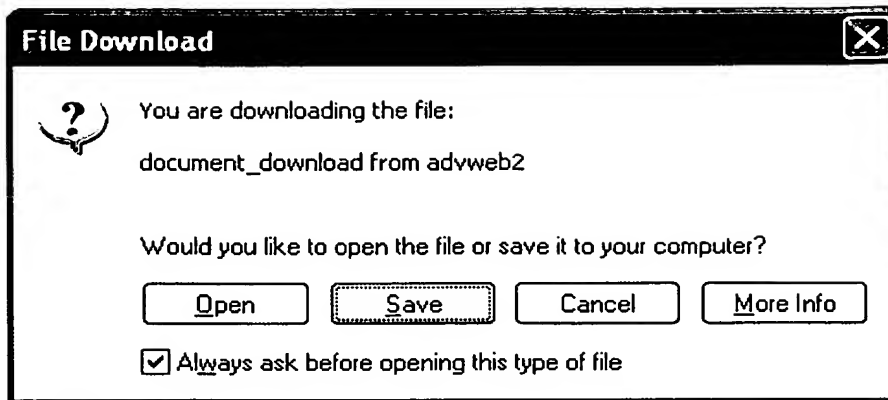 File Download
You are downloading the file:
document_download from advweb2
Would you like to open the file or save it to your computer?
Open Save Cancel More Info
Always ask before opening this type of file